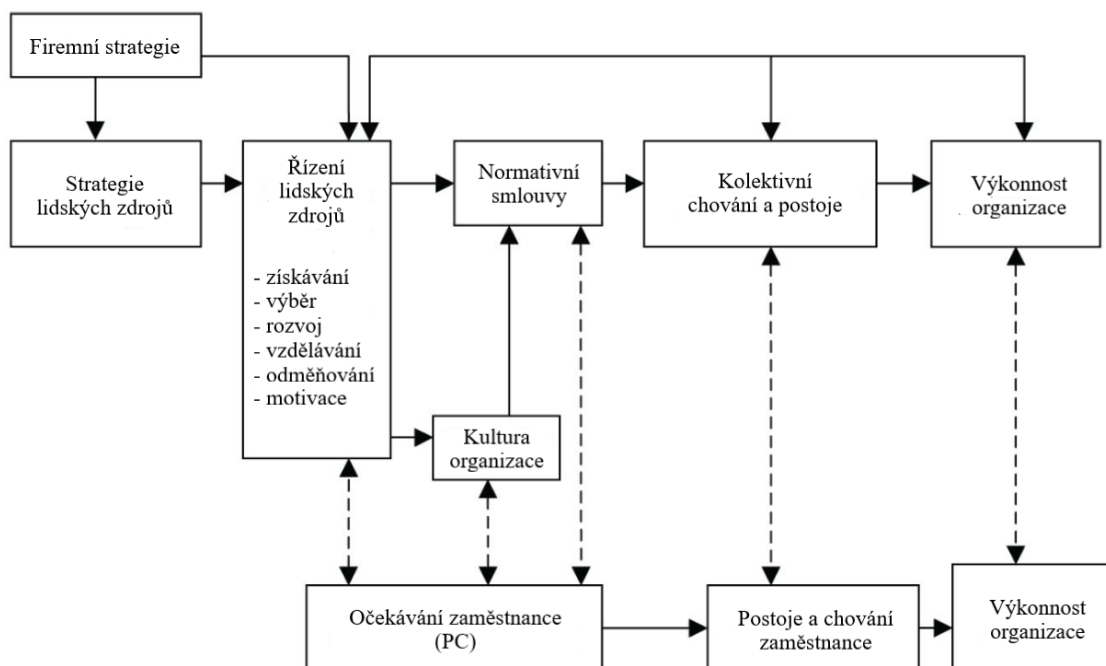 Firemní strategie
Strategie
lidských zdrojů
Řízení
lidských
zdrojů
- získávání
- výběr
- rozvoj
- vzdělávání
- odměňování
- motivace
Normativní
smlouvy
Kolektivní
chování a postoje
Výkonnost
organizace
Kultura
organizace
Očekávání zaměstnance
(PC)
Postoje a chování
zaměstnance
Výkonnost
organizace